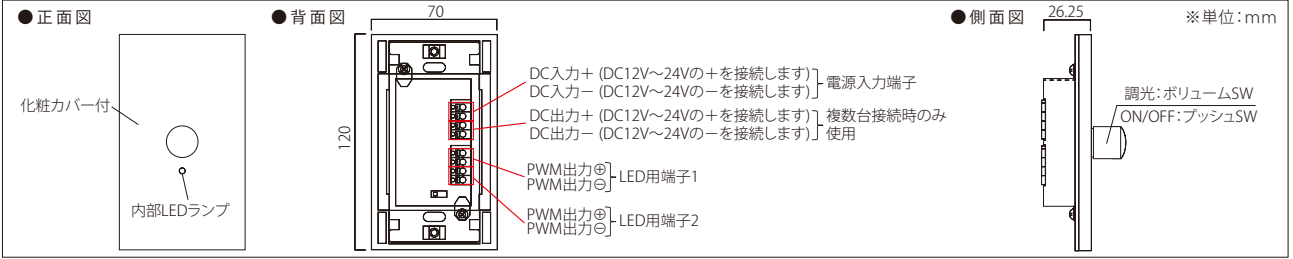 ●正面図
化粧カバー付
内部LEDランプ
●背面図
70
120
DC入力+ (DC12V～24Vの+を接続します)
DC入力− (DC12V～24Vの−を接続します)
電源入力端子
DC出力+ (DC12V～24Vの+を接続します)
DC出力− (DC12V～24Vの−を接続します)
複数台接続時のみ
使用
PWM出力⊕
PWM出力⊖
LED用端子1
PWM出力⊕
PWM出力⊖
LED用端子2
●側面図
26.25
※単位：mm
調光：ボリュームSW
ON/OFF：プッシュSW